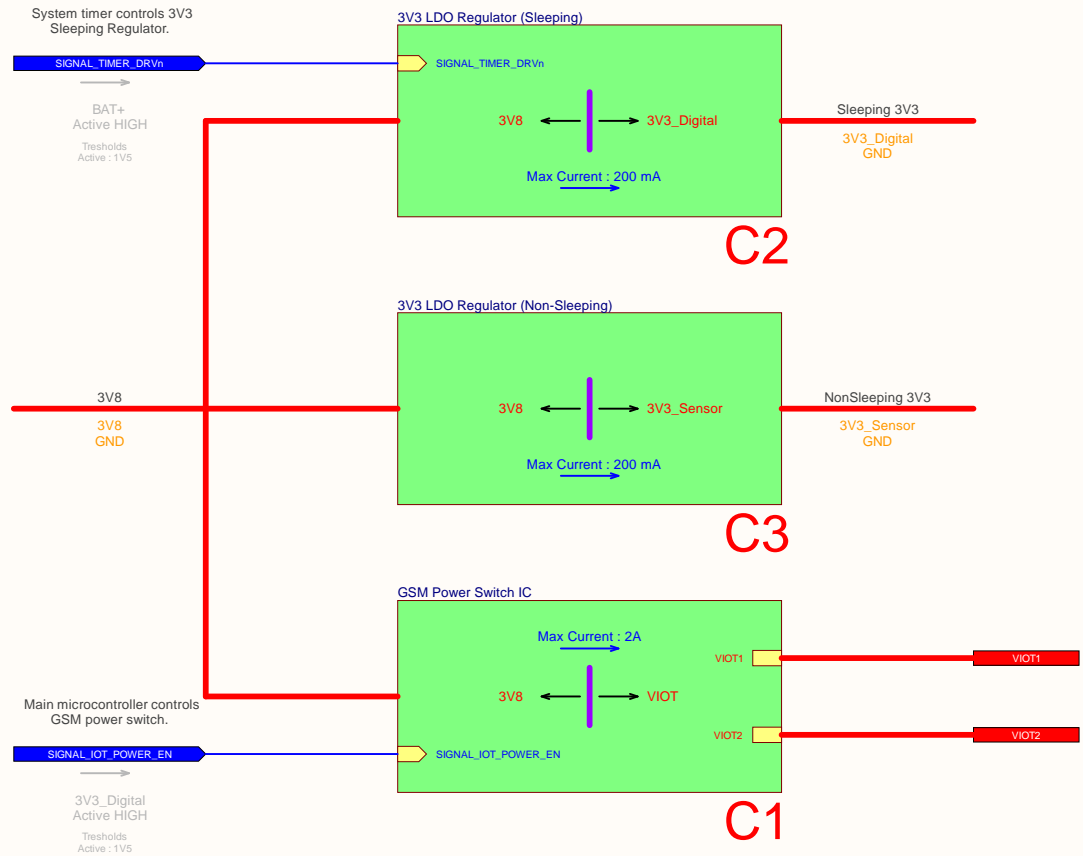 System timer controls 3V3
Sleeping Regulator.
SIGNAL_TIMER_DRVn
BAT+
Active HIGH
Tresholds
Active : 1V5
3V3 LDO Regulator (Sleeping)
SIGNAL_TIMER_DRVn
3V8
3V3_Digital
Max Current : 200 mA
C2
Sleeping 3V3
3V3_Digital
GND
3V8
3V8
GND
3V3 LDO Regulator (Non-Sleeping)
3V8
3V3_Sensor
Max Current : 200 mA
C3
NonSleeping 3V3
3V3_Sensor
GND
GSM Power Switch IC
Max Current : 2A
VIOT1
VIOT1
3V8
VIOT
VIOT2
VIOT2
SIGNAL_IOT_POWER_EN
C1
Main microcontroller controls
GSM power switch.
SIGNAL_IOT_POWER_EN
3V3_Digital
Active HIGH
Tresholds
Active : 1V5